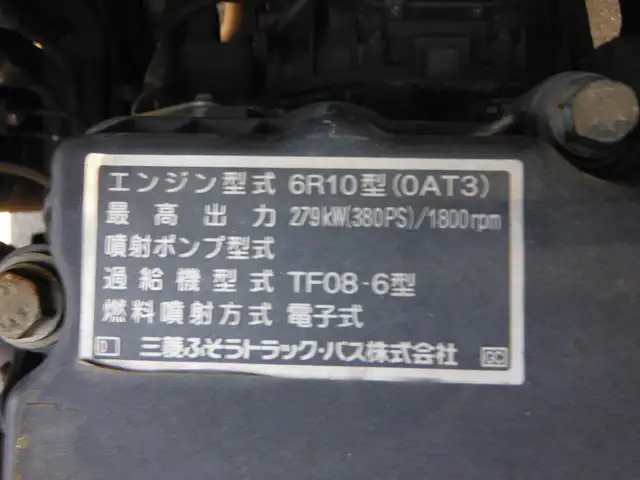 エンジン型式 6R10型(0AT3)
最高出力 279kW(380PS)/1800rpm
噴射ポンプ型式
過給機型式 TF08-6型
燃料噴射方式 電子式
D 三菱ふそうトラック・バス株式会社 GC